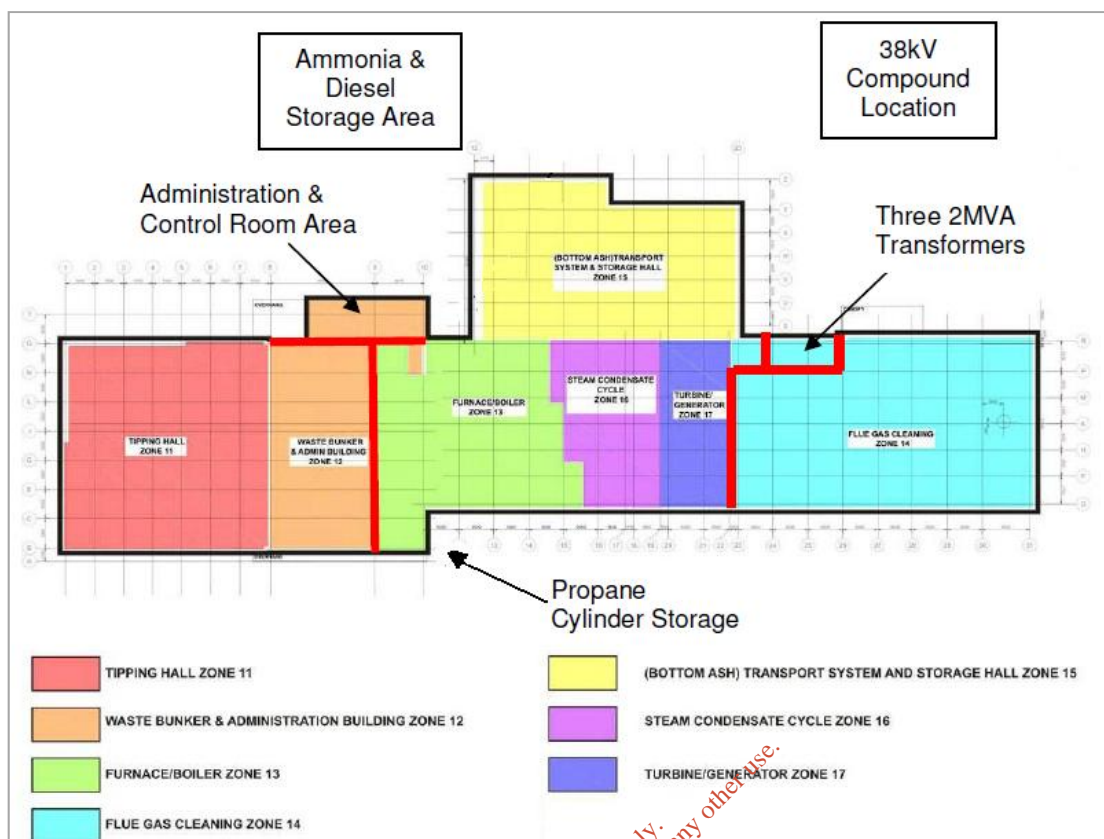 Ammonia &
Diesel
Storage Area
38kV
Compound
Location
Administration &
Control Room Area
Three 2MVA
Transformers
(BOTTOM ASH)TRANSPORT
SYSTEM & STORAGE HALL
ZONE 15
TIPPING HALL
ZONE 11
WASTE BUNKER
& ADMIN BUILDING
ZONE 12
FURNACE/BOILER
ZONE 13
STEAM CONDENSATE
CYCLE
ZONE 16
TURBINE/
GENERATOR
ZONE 17
FLUE GAS CLEANING
ZONE 14
Propane
Cylinder Storage
TIPPING HALL ZONE 11
WASTE BUNKER & ADMINISTRATION BUILDING ZONE 12
FURNACE/BOILER ZONE 13
FLUE GAS CLEANING ZONE 14
(BOTTOM ASH) TRANSPORT SYSTEM AND STORAGE HALL ZONE 15
STEAM CONDENSATE CYCLE ZONE 16
TURBINE/GENERATOR ZONE 17
any other use.